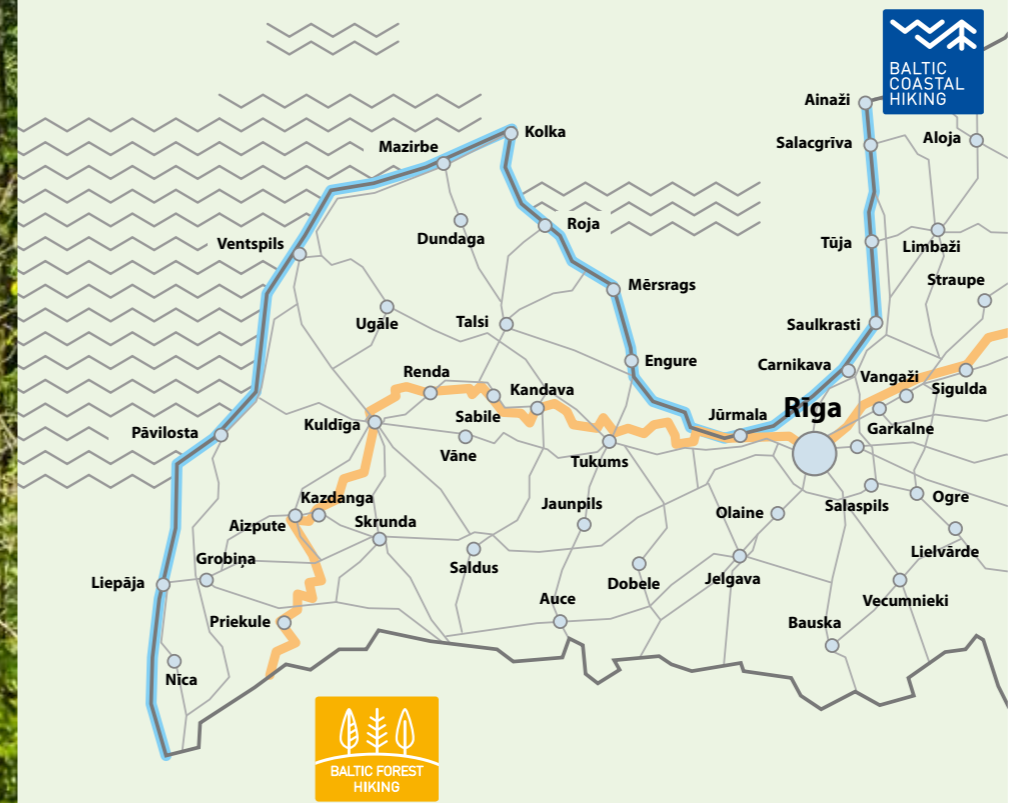 BALTIC
COASTAL
HIKING
Ainaži
Kolka
Salacgrīva
Aloja
Mazirbe
Roja
Dundaga
Ventspils
Tūja
Limbaži
Straupe
Mērsrags
Ugāle
Talsi
Saulkrasti
Engure
Carnikava
Vangaži
Renda
Kandava
Sigulda
Sabile
Jūrmala
Rīga
Kuldīga
Garkalne
Pāvilosta
Vāne
Tukums
Kazdanga
Jaunpils
Ogre
Aizpute
Skrunda
Olaine
Salaspils
Grobiņa
Lielvārde
Liepāja
Saldus
Dobele
Jelgava
Auce
Vecumnieki
Priekule
Bauska
Nīca
BALTIC FOREST
HIKING